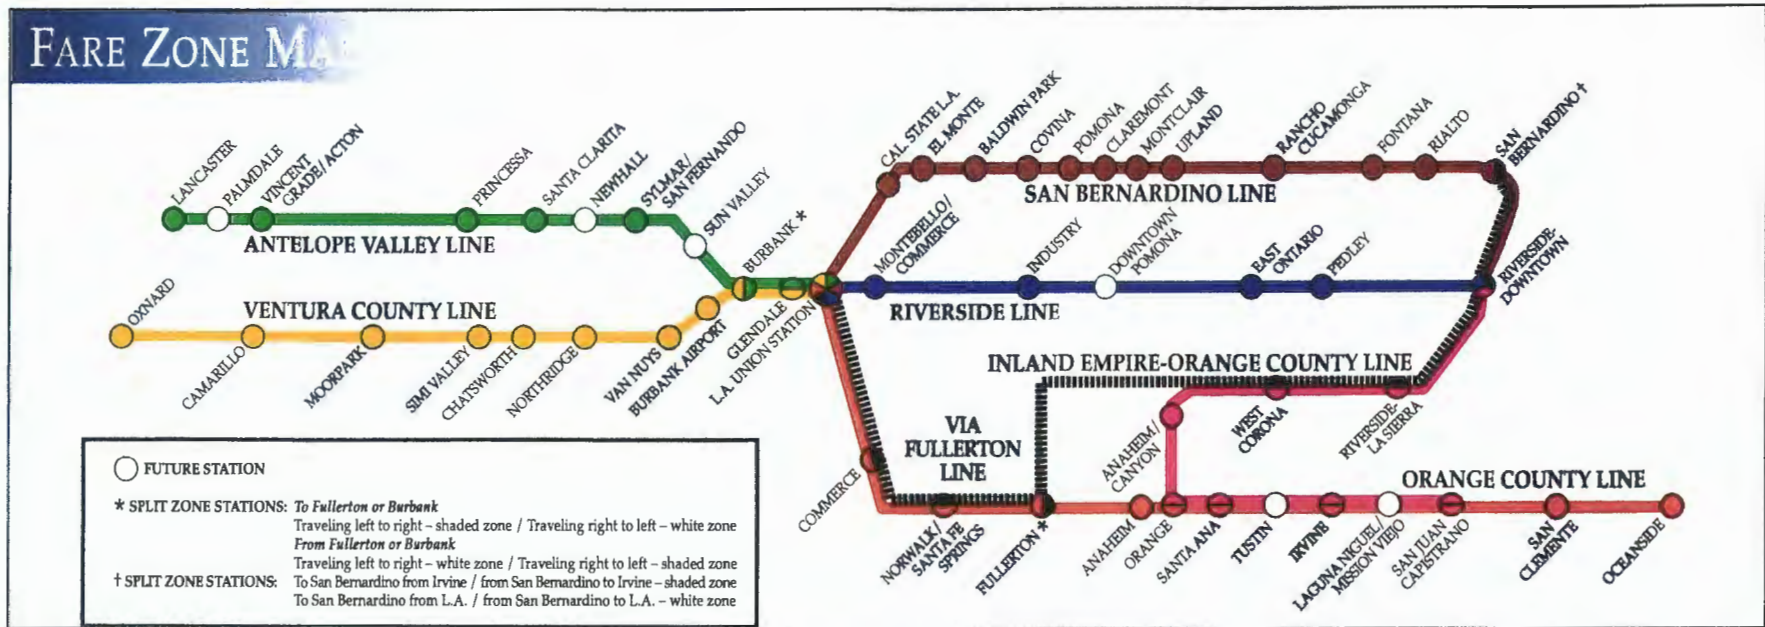 FARE ZONE MA
LANCASTER
PALMDALE
VINCENT
GRADE/ACTON
PRINCESSA
SANTA CLARITA
NEWHALL
SYLMAR/
SAN FERNANDO
SUN VALLEY
BURBANK *
ANTELOPE VALLEY LINE
OXNARD
VENTURA COUNTY LINE
CAMARILLO
MOORPARK
SIMI VALLEY
CHATSWORTH
NORTHRIDGE
VAN NUYS
BURBANK AIRPORT
GLENDALE
L.A. UNION STATION
CAL. STATE L.A.
EL MONTE
BALDWIN PARK
COVINA
POMONA
CLAREMONT
MONTCLAIR
UPLAND
RANCHO
CUCAMONGA
FONTANA
RIALTO
SAN
BERNARDINO †
SAN BERNARDINO LINE
MONTEBELLO/
COMMERCE
INDUSTRY
DOWNTOWN
POMONA
EAST
ONTARIO
PEDLEY
RIVERSIDE-
DOWNTOWN
RIVERSIDE LINE
INLAND EMPIRE-ORANGE COUNTY LINE
VIA
FULLERTON
LINE
ANAHEIM/
CANYON
WEST
CORONA
RIVERSIDE-
LA SIERRA
ORANGE COUNTY LINE
COMMERCE
NORWALK/
SANTA FE
SPRINGS
FULLERTON *
ANAHEIM
ORANGE
SANTA ANA
TUSTIN
IRVINE
LAGUNA NIGUEL/
MISSION VIEJO
SAN JUAN
CAPISTRANO
SAN
CLEMENTE
OCEANSIDE
FUTURE STATION
* SPLIT ZONE STATIONS: To Fullerton or Burbank
Traveling left to right – shaded zone / Traveling right to left – white zone
From Fullerton or Burbank
Traveling left to right – white zone / Traveling right to left – shaded zone
† SPLIT ZONE STATIONS: To San Bernardino from Irvine / from San Bernardino to Irvine – shaded zone
To San Bernardino from L.A. / from San Bernardino to L.A. – white zone